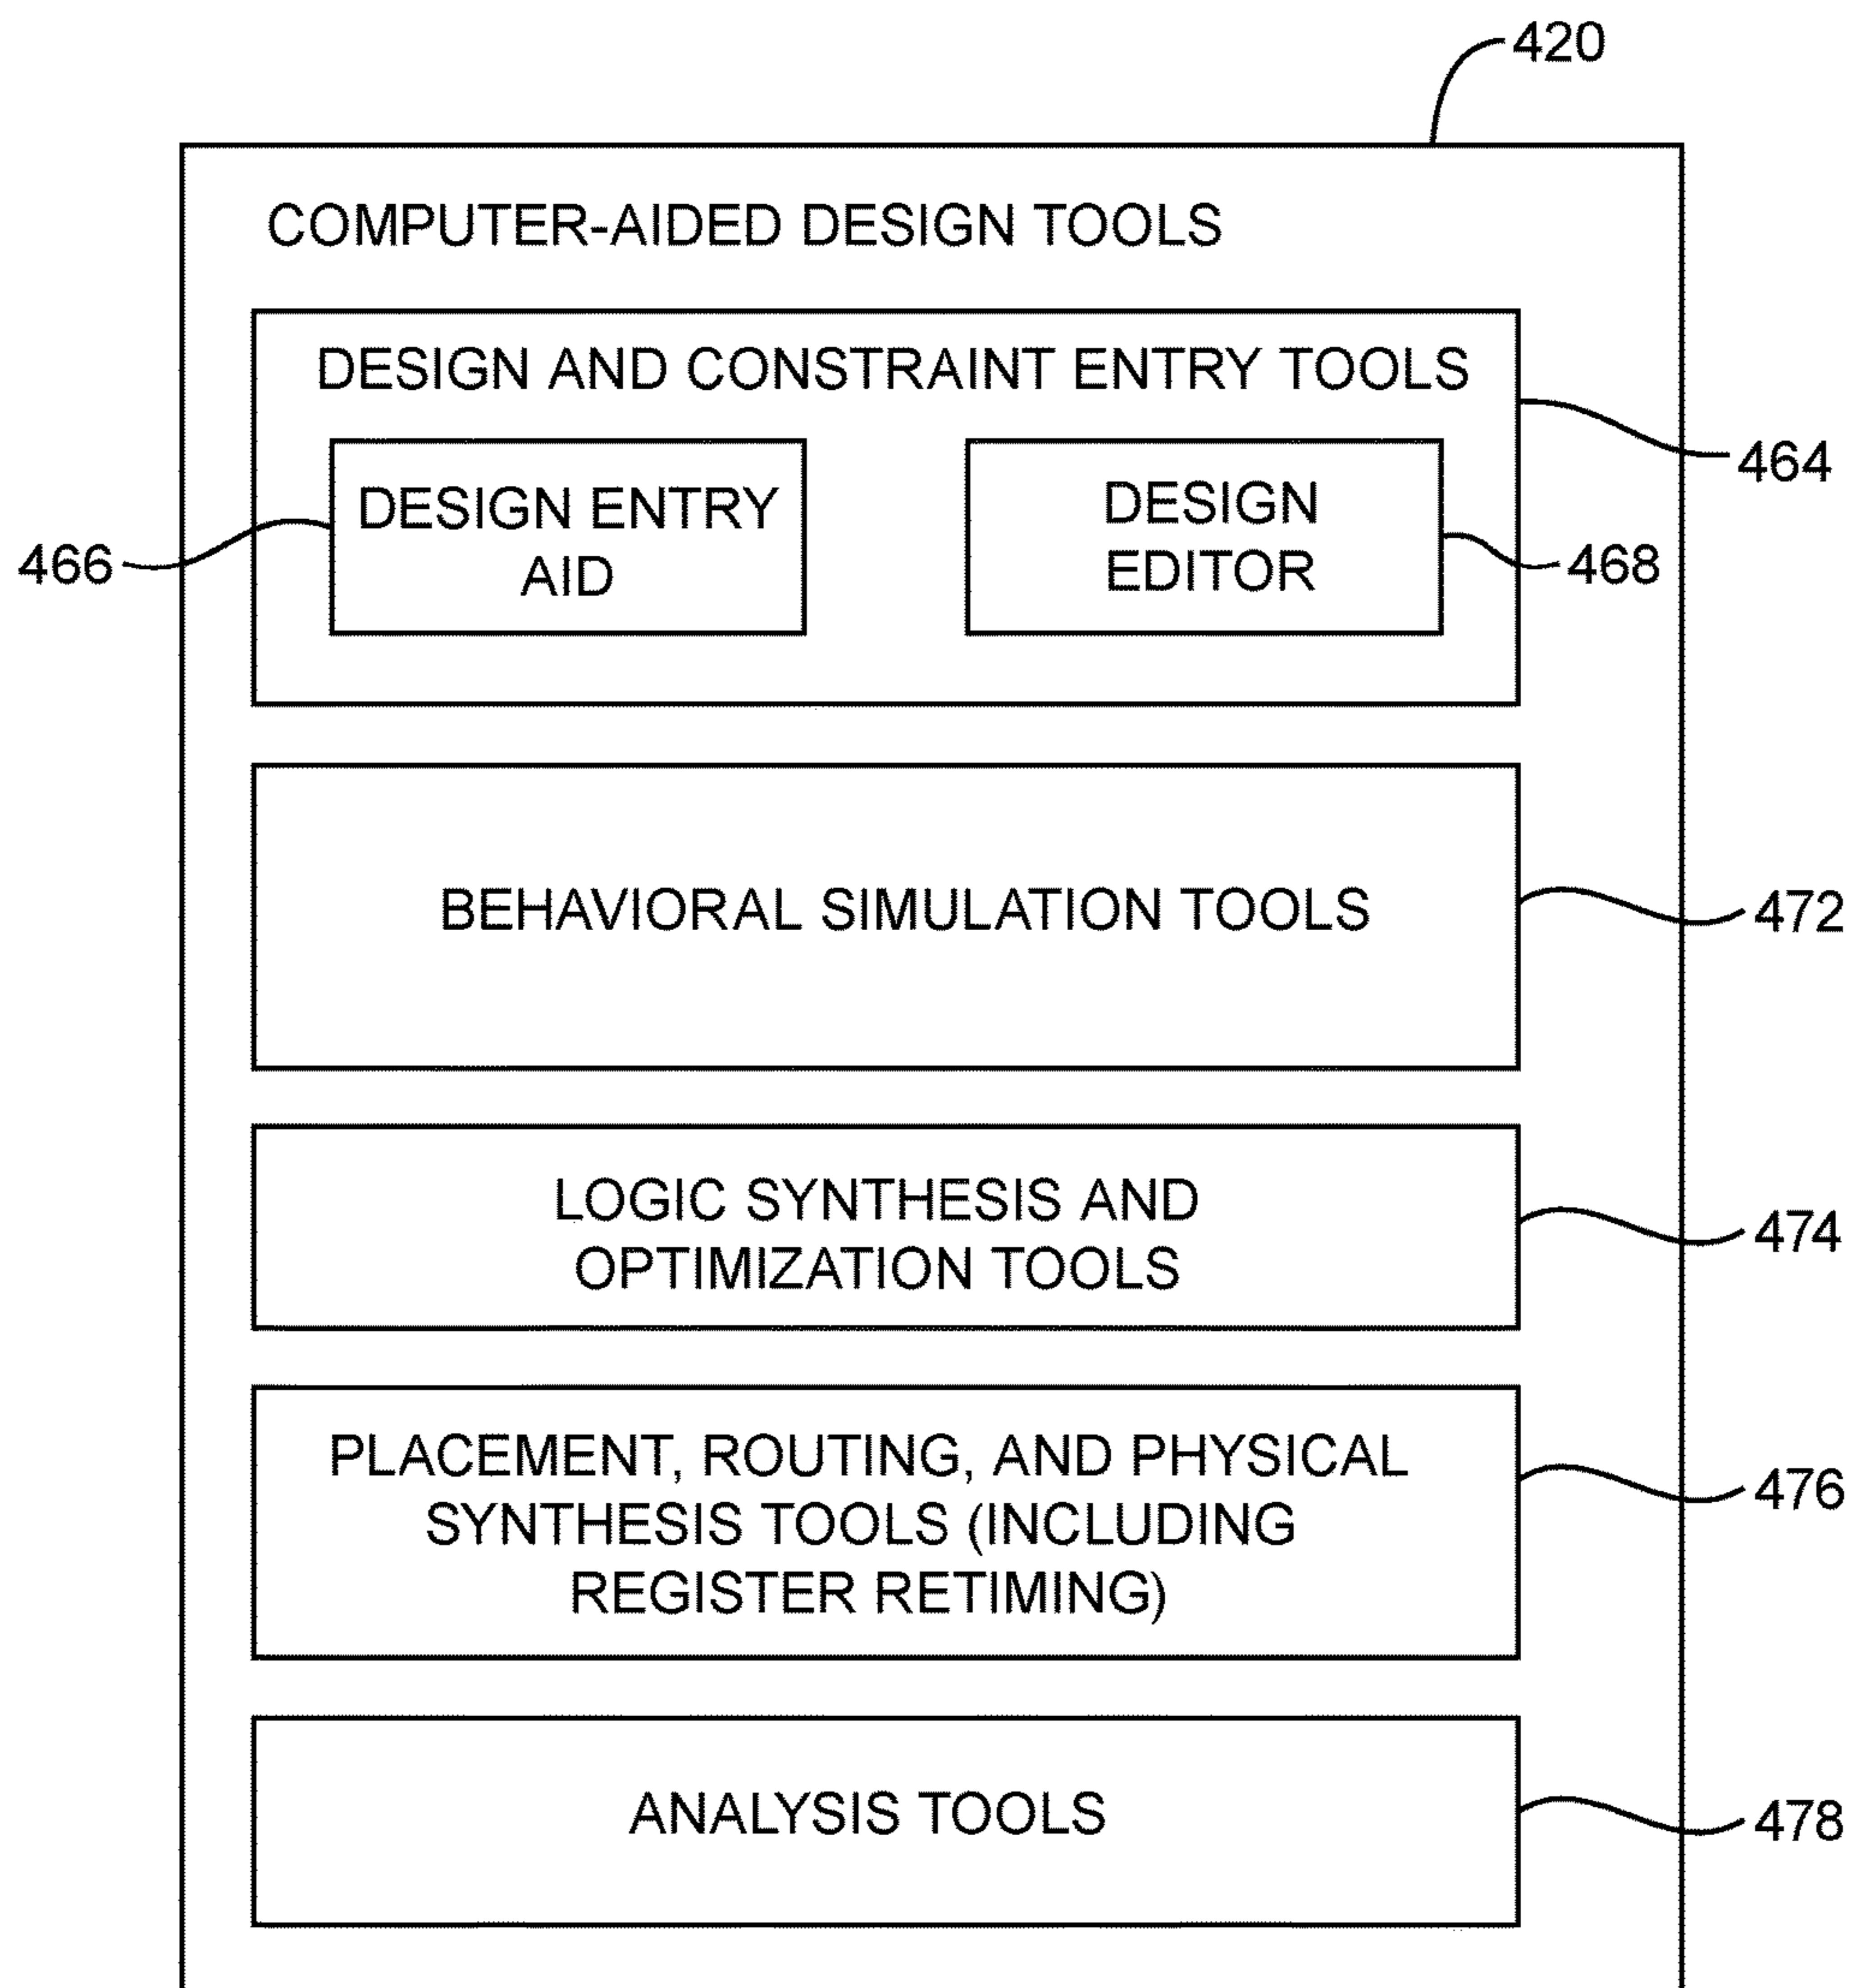 420
COMPUTER-AIDED DESIGN TOOLS
DESIGN AND CONSTRAINT ENTRY TOOLS
464
DESIGN ENTRY
AID
466
DESIGN
EDITOR
468
BEHAVIORAL SIMULATION TOOLS
472
LOGIC SYNTHESIS AND
OPTIMIZATION TOOLS
474
PLACEMENT, ROUTING, AND PHYSICAL
SYNTHESIS TOOLS (INCLUDING
REGISTER RETIMING)
476
ANALYSIS TOOLS
478